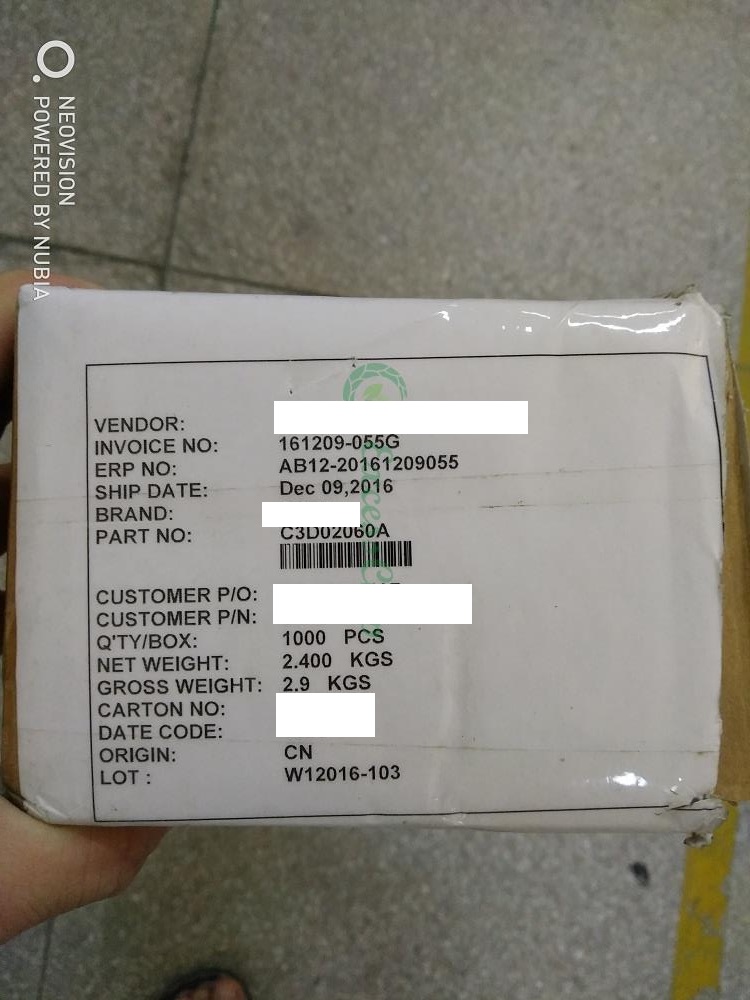 NEOVISION
POWERED BY NUBIA
VENDOR:
INVOICE NO: 161209-055G
ERP NO: AB12-20161209055
SHIP DATE: Dec 09,2016
BRAND:
PART NO: C3D02060A
CUSTOMER P/O:
CUSTOMER P/N:
Q'TY/BOX: 1000 PCS
NET WEIGHT: 2.400 KGS
GROSS WEIGHT: 2.9 KGS
CARTON NO:
DATE CODE:
ORIGIN: CN
LOT : W12016-103